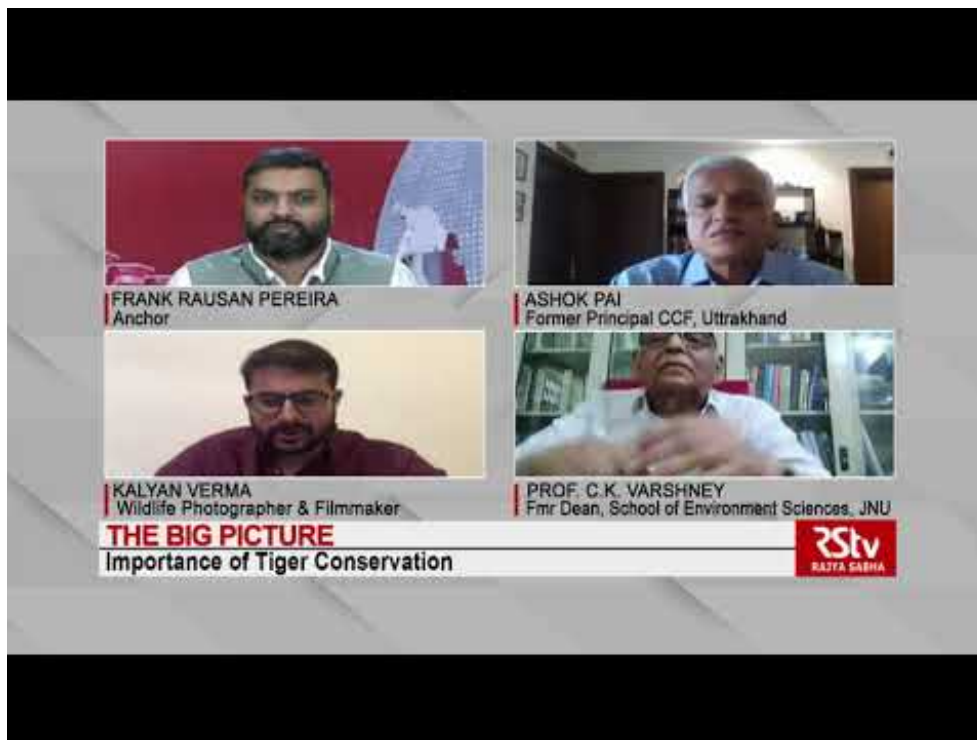 FRANK RAUSAN PEREIRA
Anchor
ASHOK PAI
Former Principal CCF, Uttrakhand
KALYAN VERMA
Wildlife Photographer & Filmmaker
PROF. C.K. VARSHNEY
Fmr Dean, School of Environment Sciences, JNU
THE BIG PICTURE
Importance of Tiger Conservation
RStv
RAJYA SABHA